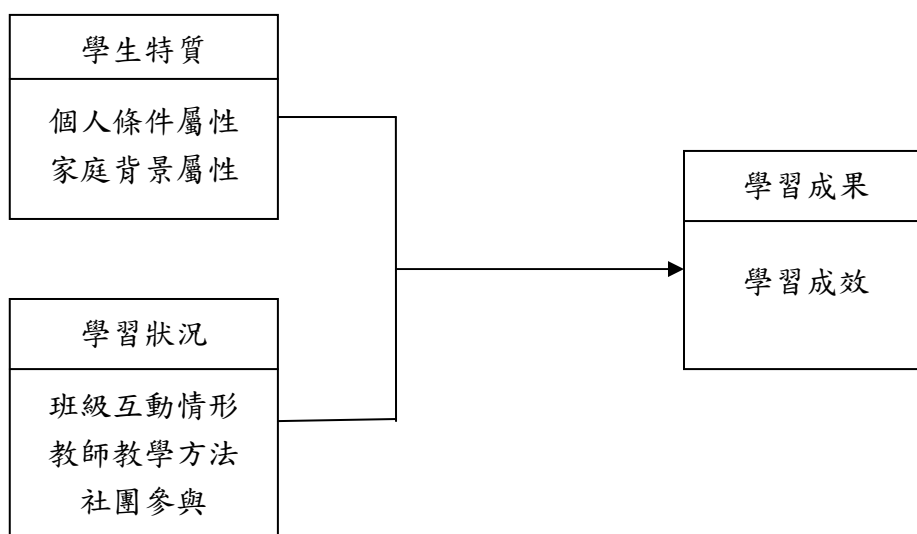 學生特質
個人條件屬性
家庭背景屬性
學習成果
學習成效
學習狀況
班級互動情形
教師教學方法
社團參與